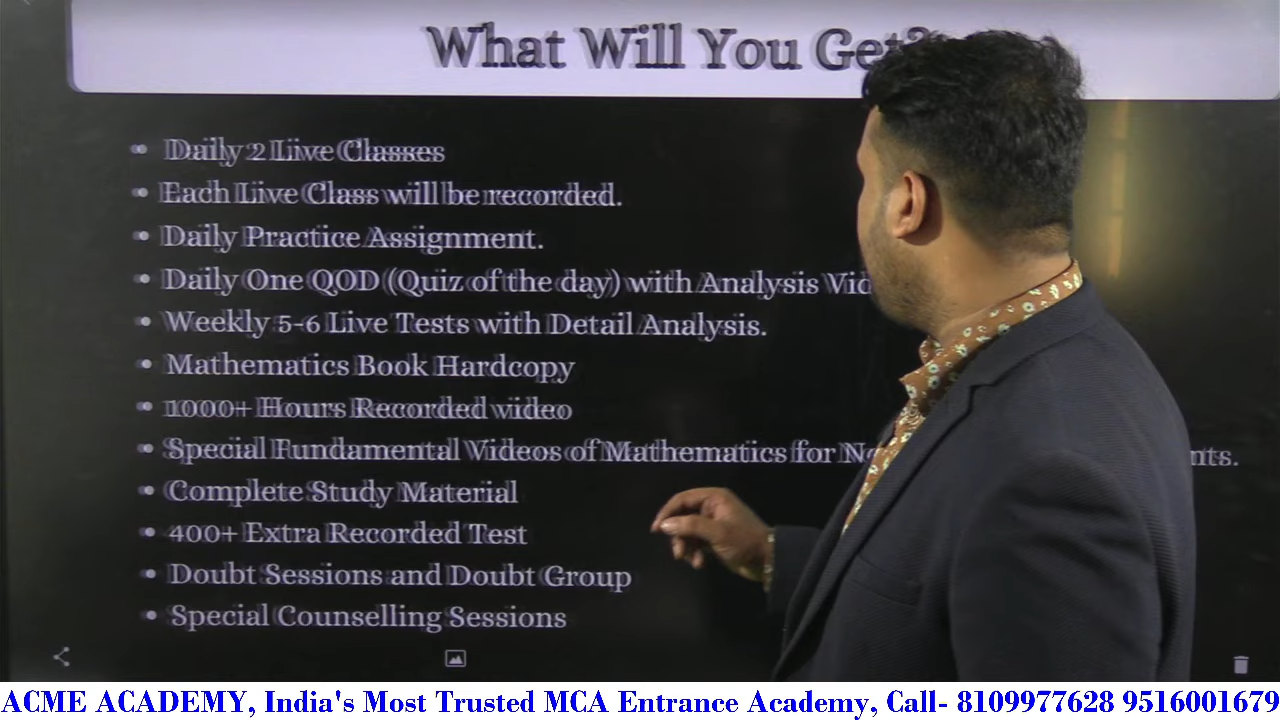 What Will You Get?
• Daily 2 Live Classes
• Each Live Class will be recorded.
• Daily Practice Assignment.
• Daily One QOD (Quiz of the day) with Analysis
• Weekly 5-6 Live Tests with Detail Analysis.
• Mathematics Book Hardcopy
• 1000+ Hours Recorded video
• Special Fundamental Videos of Mathematics for
• Complete Study Material
• 400+ Extra Recorded Test
• Doubt Sessions and Doubt Group
• Special Counselling Sessions
ACME ACADEMY, India's Most Trusted MCA Entrance Academy, Call- 8109977628 9516001679